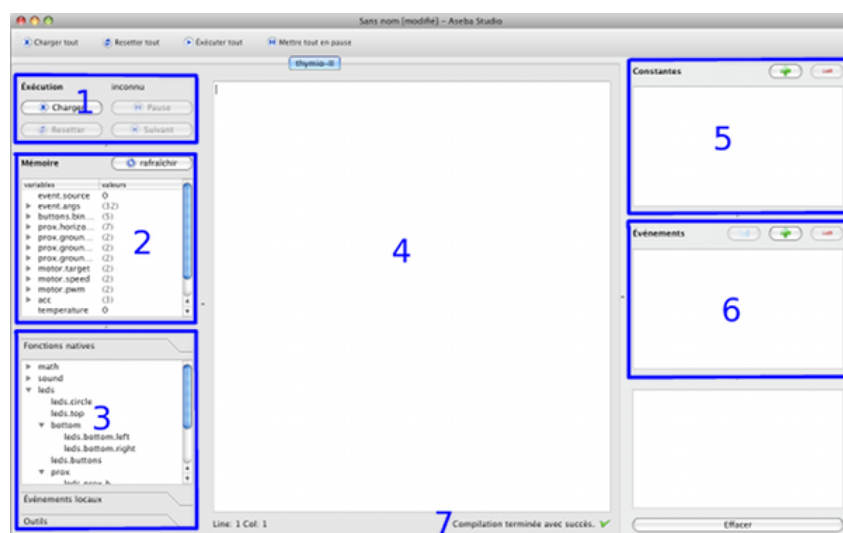 Sans nom [modifié] - Aseba Studio
Charger tout Resetter tout Éxécuter tout Mettre tout en pause
thymio-II
Éxécution inconnu
1
Charger Pause
Resetter Suivant
Mémoire rafraîchir
variables valeurs
event.source 0
event.args (32)
buttons.bin... (5)
prox.horizo... (7)
prox.groun... (2)
prox.groun... (2)
prox.groun... (2)
motor.target (2)
motor.speed (2)
motor.pwm (2)
acc (3)
temperature 0
2
Fonctions natives
math
sound
leds
leds.circle
leds.top
bottom
leds.bottom.left
leds.bottom.right
leds.buttons
prox
leds.prox.h
3
Événements locaux
Outils
4
Line: 1 Col: 1
7
Compilation terminée avec succès.
Constantes
5
Événements
6
Effacer